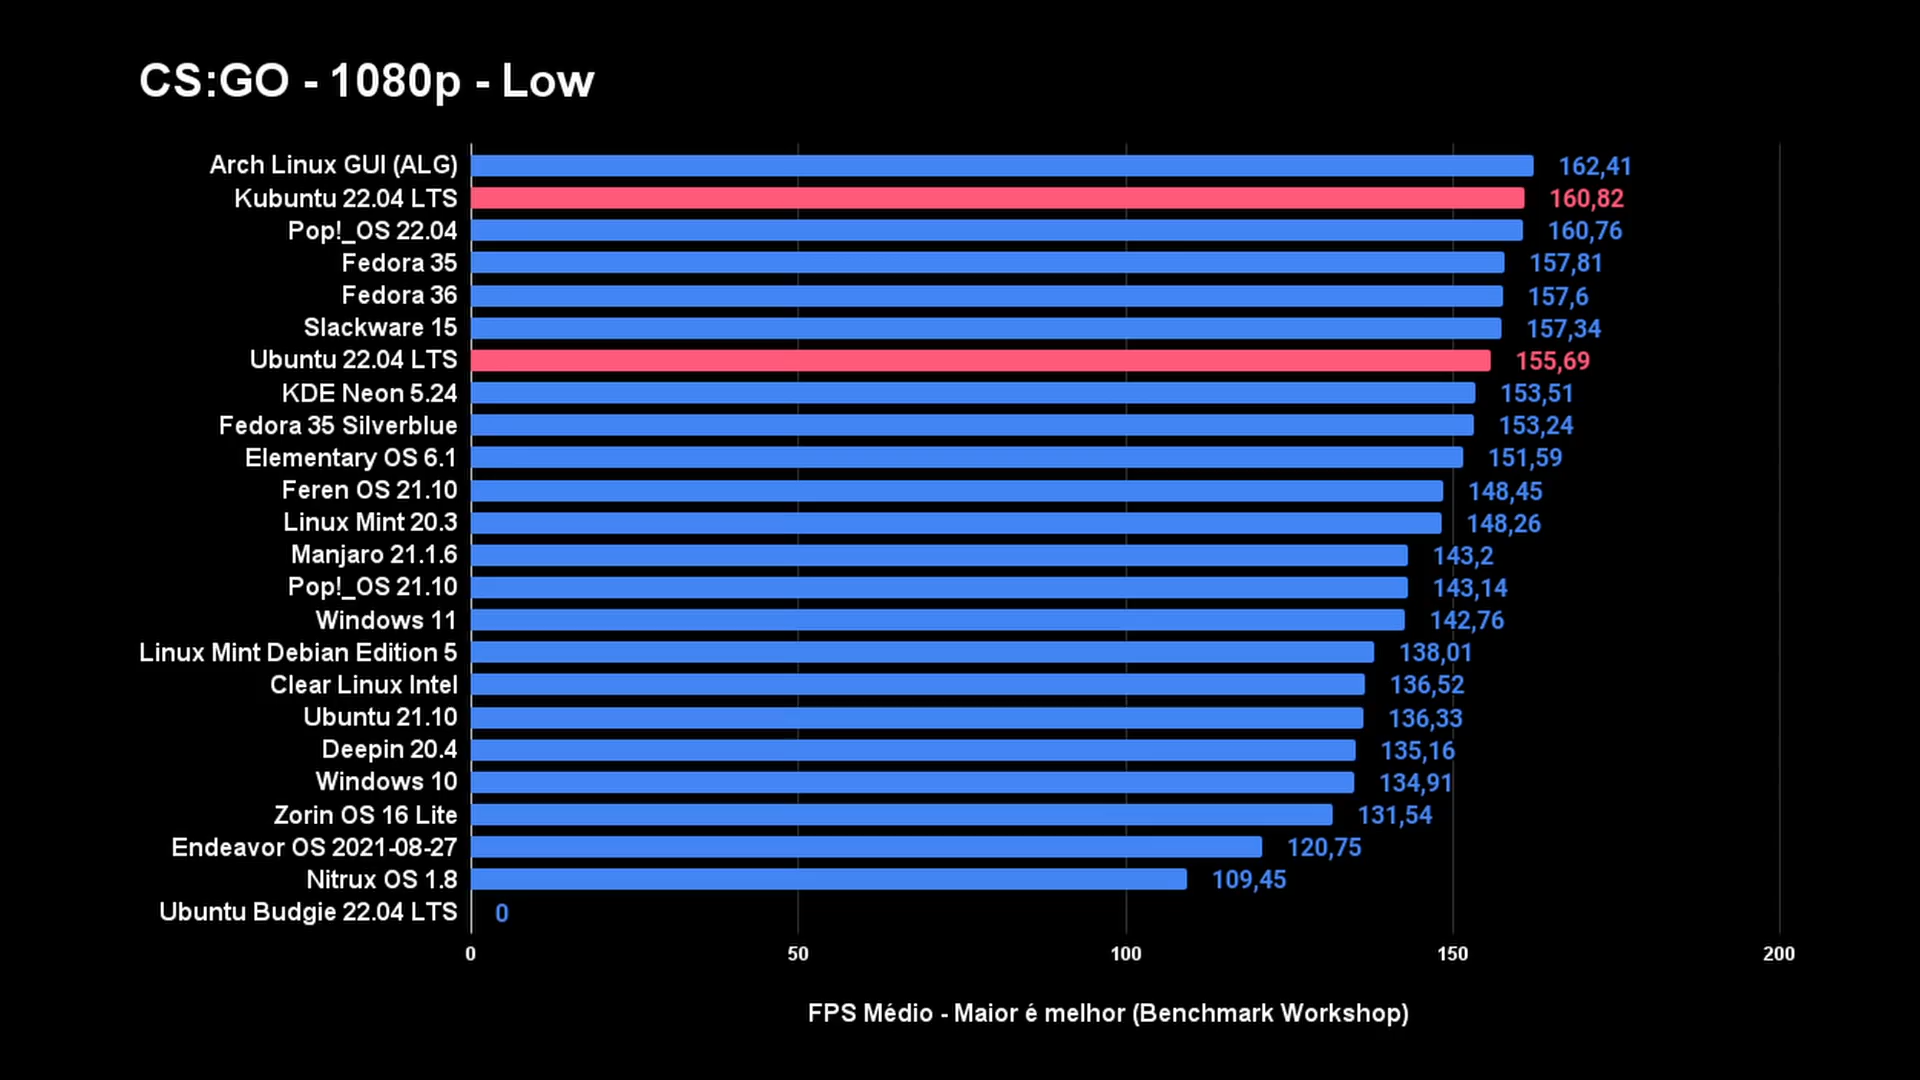 CS:GO - 1080p - Low
Arch Linux GUI (ALG) 162,41
Kubuntu 22.04 LTS 160,82
Pop!_OS 22.04 160,76
Fedora 35 157,81
Fedora 36 157,6
Slackware 15 157,34
Ubuntu 22.04 LTS 155,69
KDE Neon 5.24 153,51
Fedora 35 Silverblue 153,24
Elementary OS 6.1 151,59
Feren OS 21.10 148,45
Linux Mint 20.3 148,26
Manjaro 21.1.6 143,2
Pop!_OS 21.10 143,14
Windows 11 142,76
Linux Mint Debian Edition 5 138,01
Clear Linux Intel 136,52
Ubuntu 21.10 136,33
Deepin 20.4 135,16
Windows 10 134,91
Zorin OS 16 Lite 131,54
Endeavor OS 2021-08-27 120,75
Nitrux OS 1.8 109,45
Ubuntu Budgie 22.04 LTS 0
0 50 100 150 200
FPS Médio - Maior é melhor (Benchmark Workshop)